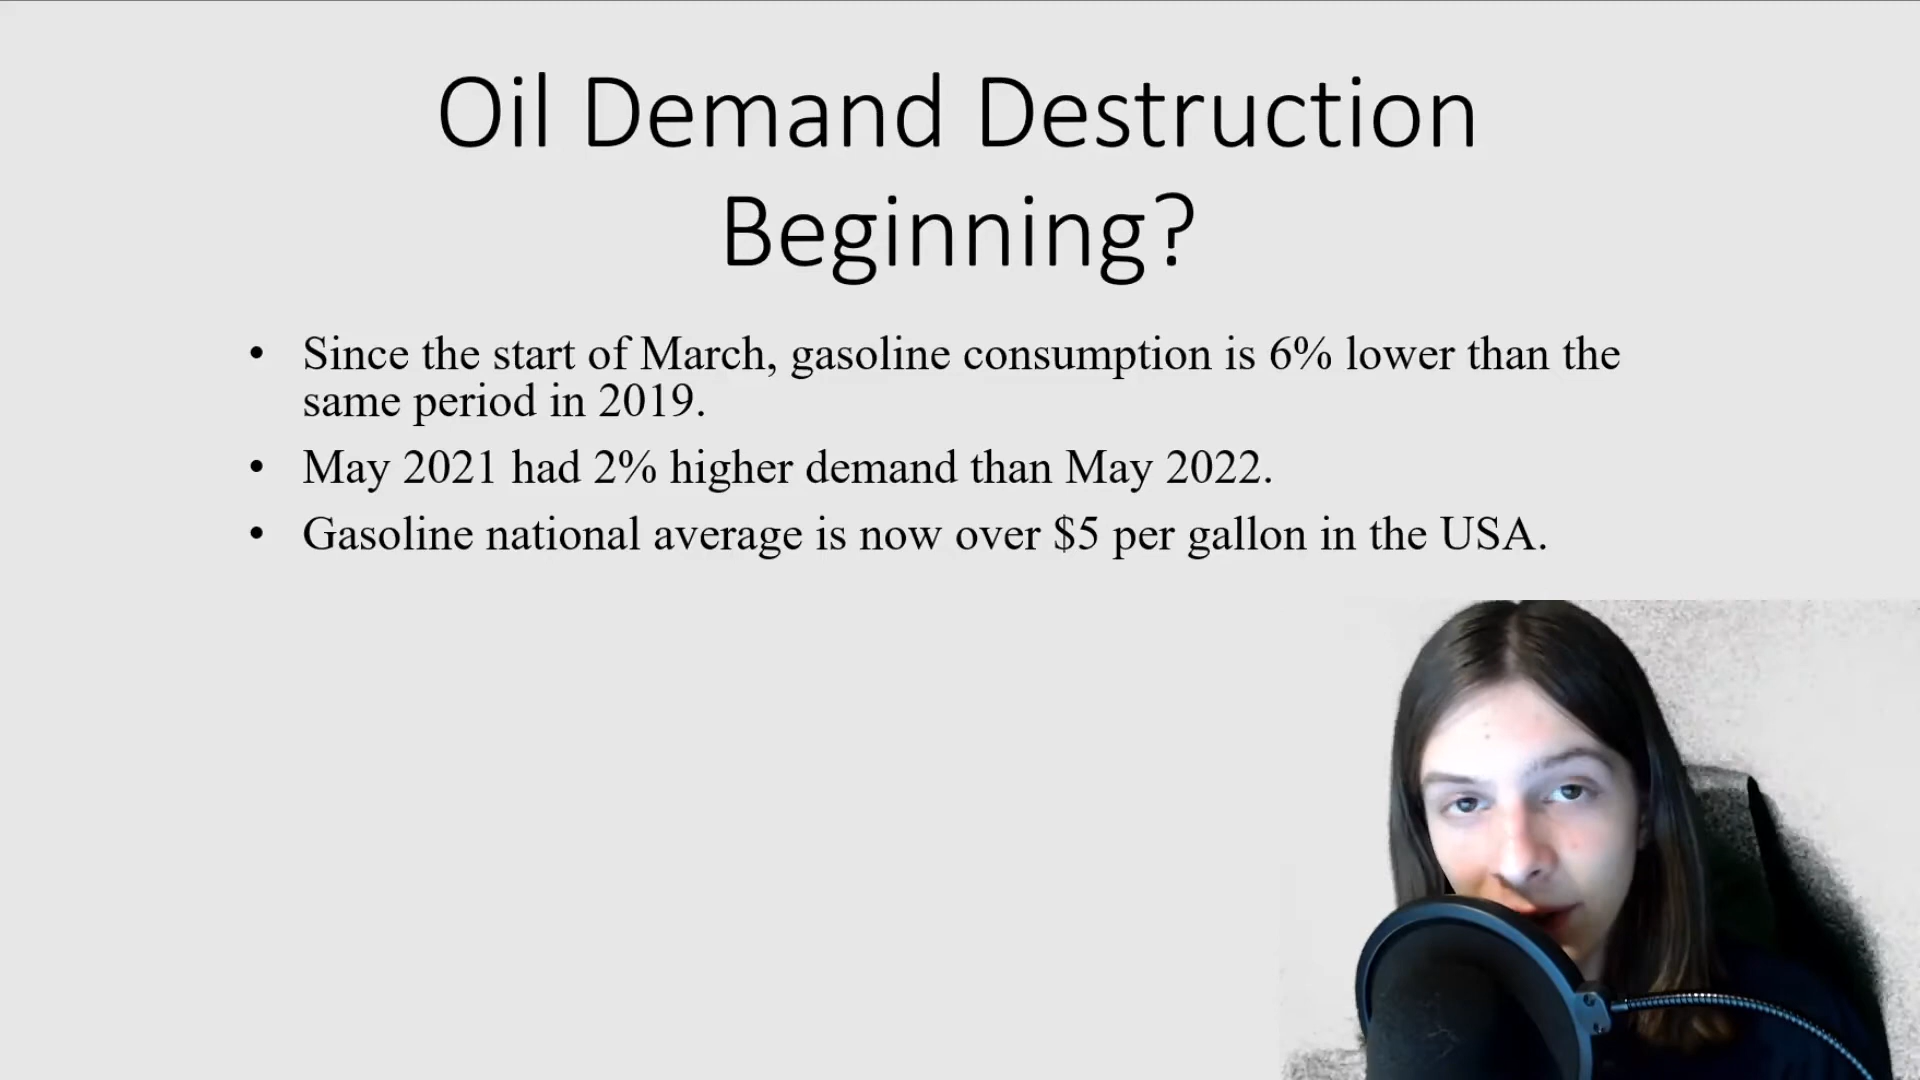 Oil Demand Destruction
Beginning?
• Since the start of March, gasoline consumption is 6% lower than the
same period in 2019.
• May 2021 had 2% higher demand than May 2022.
• Gasoline national average is now over $5 per gallon in the USA.